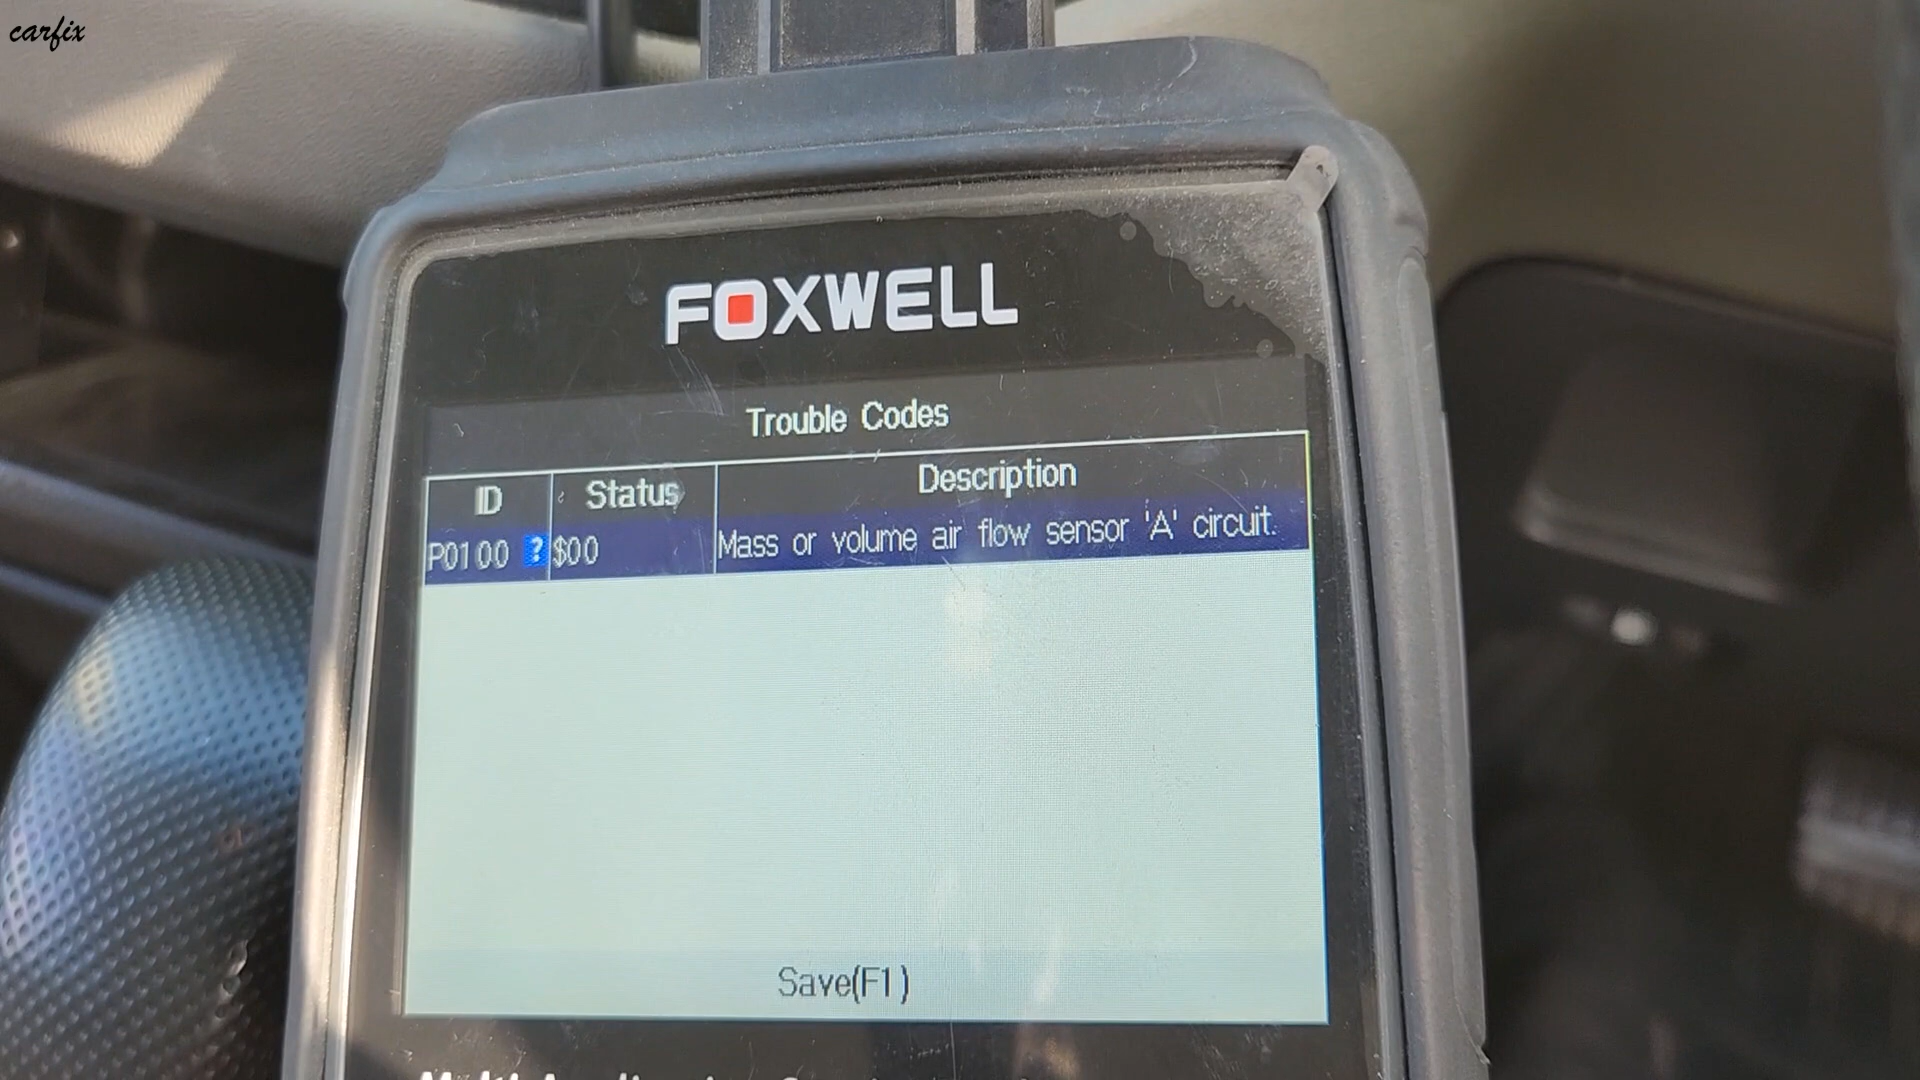 carfix
FOXWELL
Trouble Codes
ID Status Description
P0100 ? $00 Mass or volume air flow sensor 'A' circuit.
Save(F1)